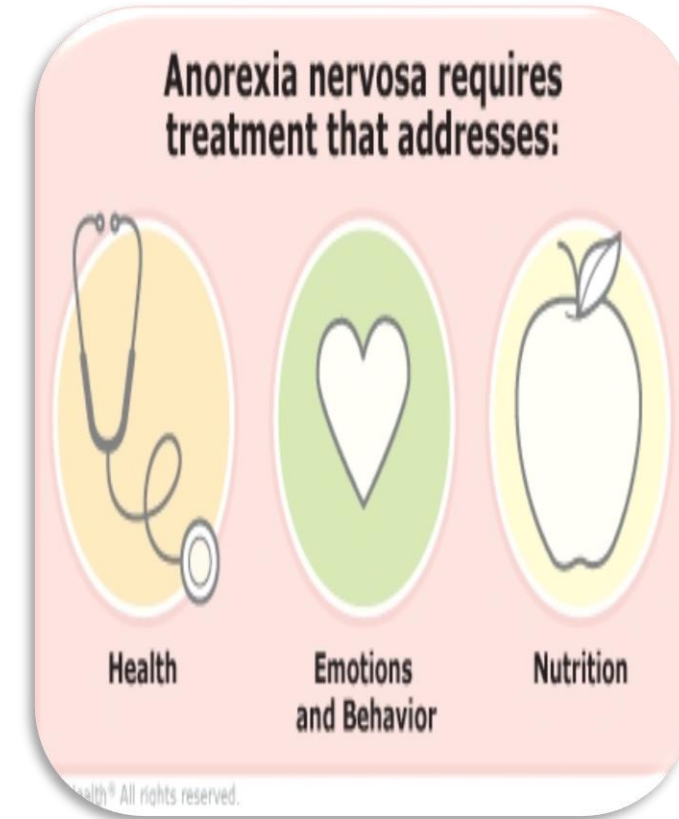 Anorexia nervosa requires
treatment that addresses:
Health
Emotions
and Behavior
Nutrition
All rights reserved.